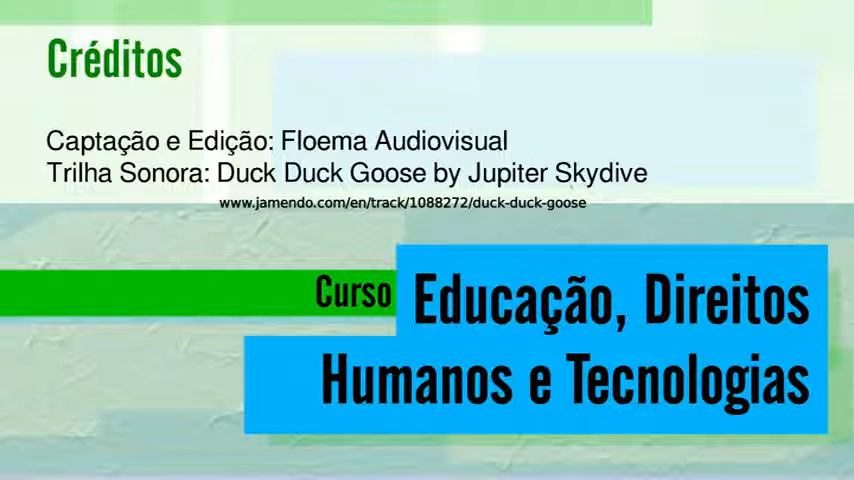 Créditos
Captação e Edição: Floema Audiovisual
Trilha Sonora: Duck Duck Goose by Jupiter Skydive
www.jamendo.com/en/track/1088272/duck-duck-goose
Curso Educação, Direitos
Humanos e Tecnologias